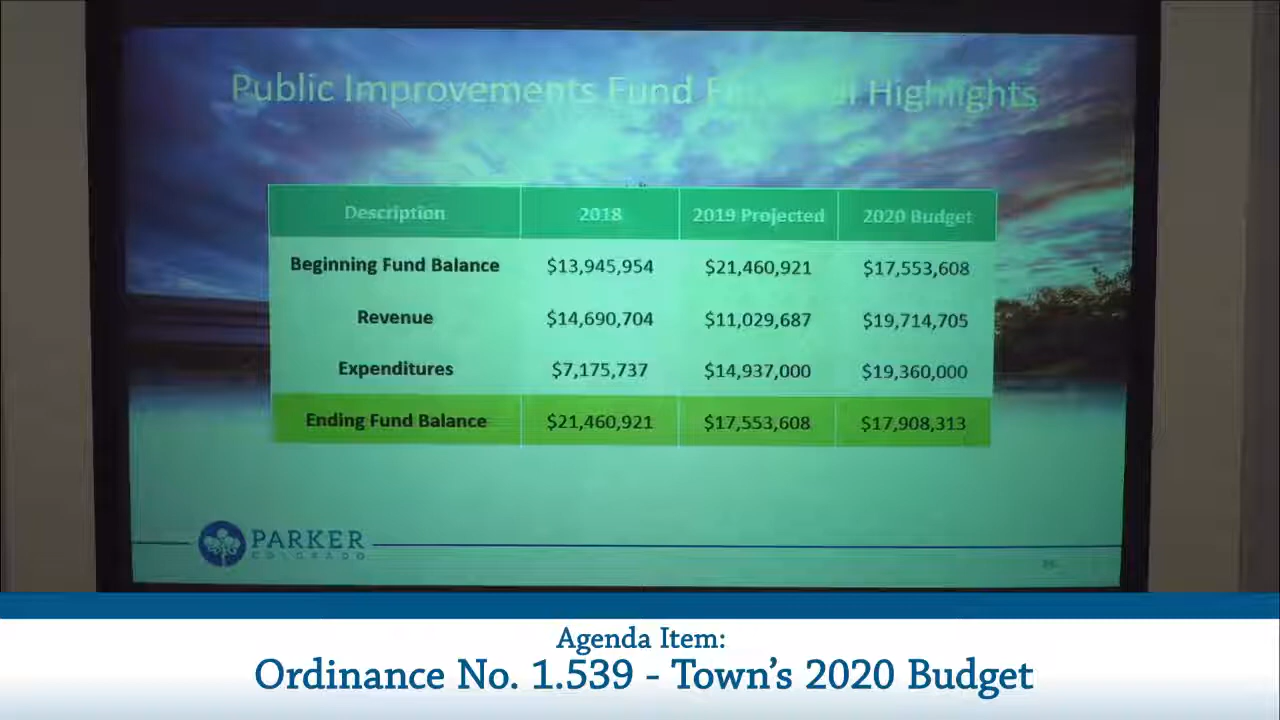 Public Improvements Fund Highlights
Description 2018 2019 Projected 2020 Budget
Beginning Fund Balance $13,945,954 $21,460,921 $17,553,608
Revenue $14,690,704 $11,029,687 $19,714,705
Expenditures $7,175,737 $14,937,000 $19,360,000
Ending Fund Balance $21,460,921 $17,553,608 $17,908,313
PARKER
COLORADO
Agenda Item:
Ordinance No. 1.539 - Town's 2020 Budget